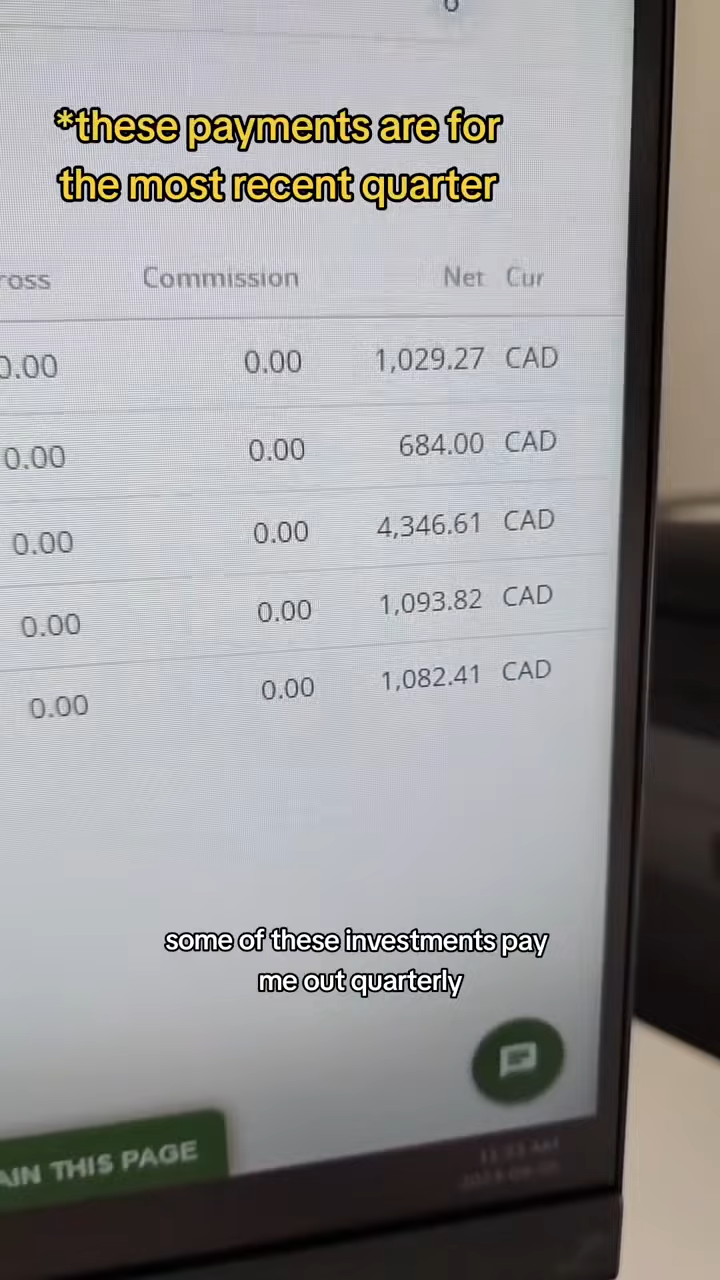 *these payments are for
the most recent quarter
Commission Net Cur
0.00 0.00 1,029.27 CAD
0.00 0.00 684.00 CAD
0.00 0.00 4,346.61 CAD
0.00 0.00 1,093.82 CAD
0.00 0.00 1,082.41 CAD
some of these investments pay
me out quarterly
THIS PAGE